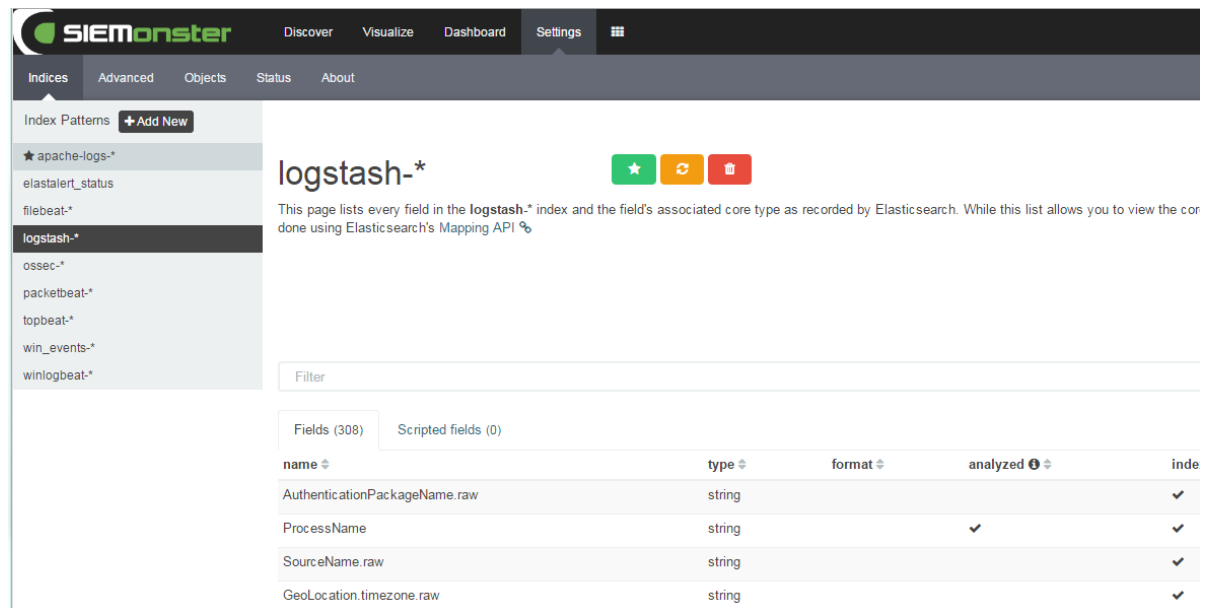 SIEMonster
Discover Visualize Dashboard Settings
Indices Advanced Objects Status About
Index Patterns Add New
apache-logs-*
elastalert_status
filebeat-*
logstash-*
ossec-*
packetbeat-*
topbeat-*
win_events-*
winlogbeat-*
logstash-*
This page lists every field in the logstash-* index and the field's associated core type as recorded by Elasticsearch. While this list allows you to view the cor
done using Elasticsearch's Mapping API
Filter
Fields (308) Scripted fields (0)
name type format analyzed inde
AuthenticationPackageName.raw string
ProcessName string
SourceName.raw string
GeoLocation.timezone.raw string